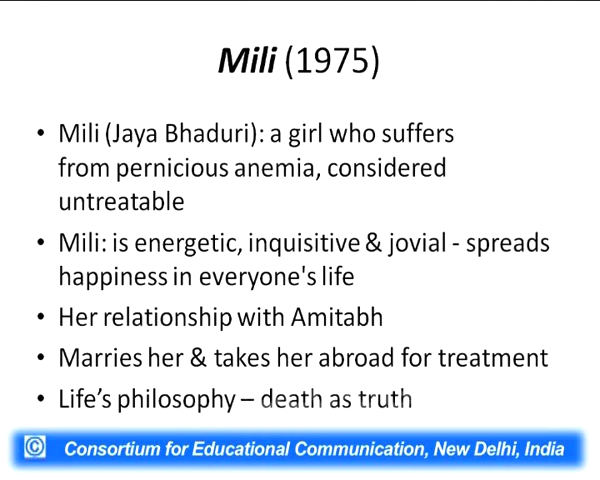 Mili (1975)
• Mili (Jaya Bhaduri): a girl who suffers
from pernicious anemia, considered
untreatable
• Mili: is energetic, inquisitive & jovial - spreads
happiness in everyone's life
• Her relationship with Amitabh
• Marries her & takes her abroad for treatment
• Life’s philosophy – death as truth
© Consortium for Educational Communication, New Delhi, India